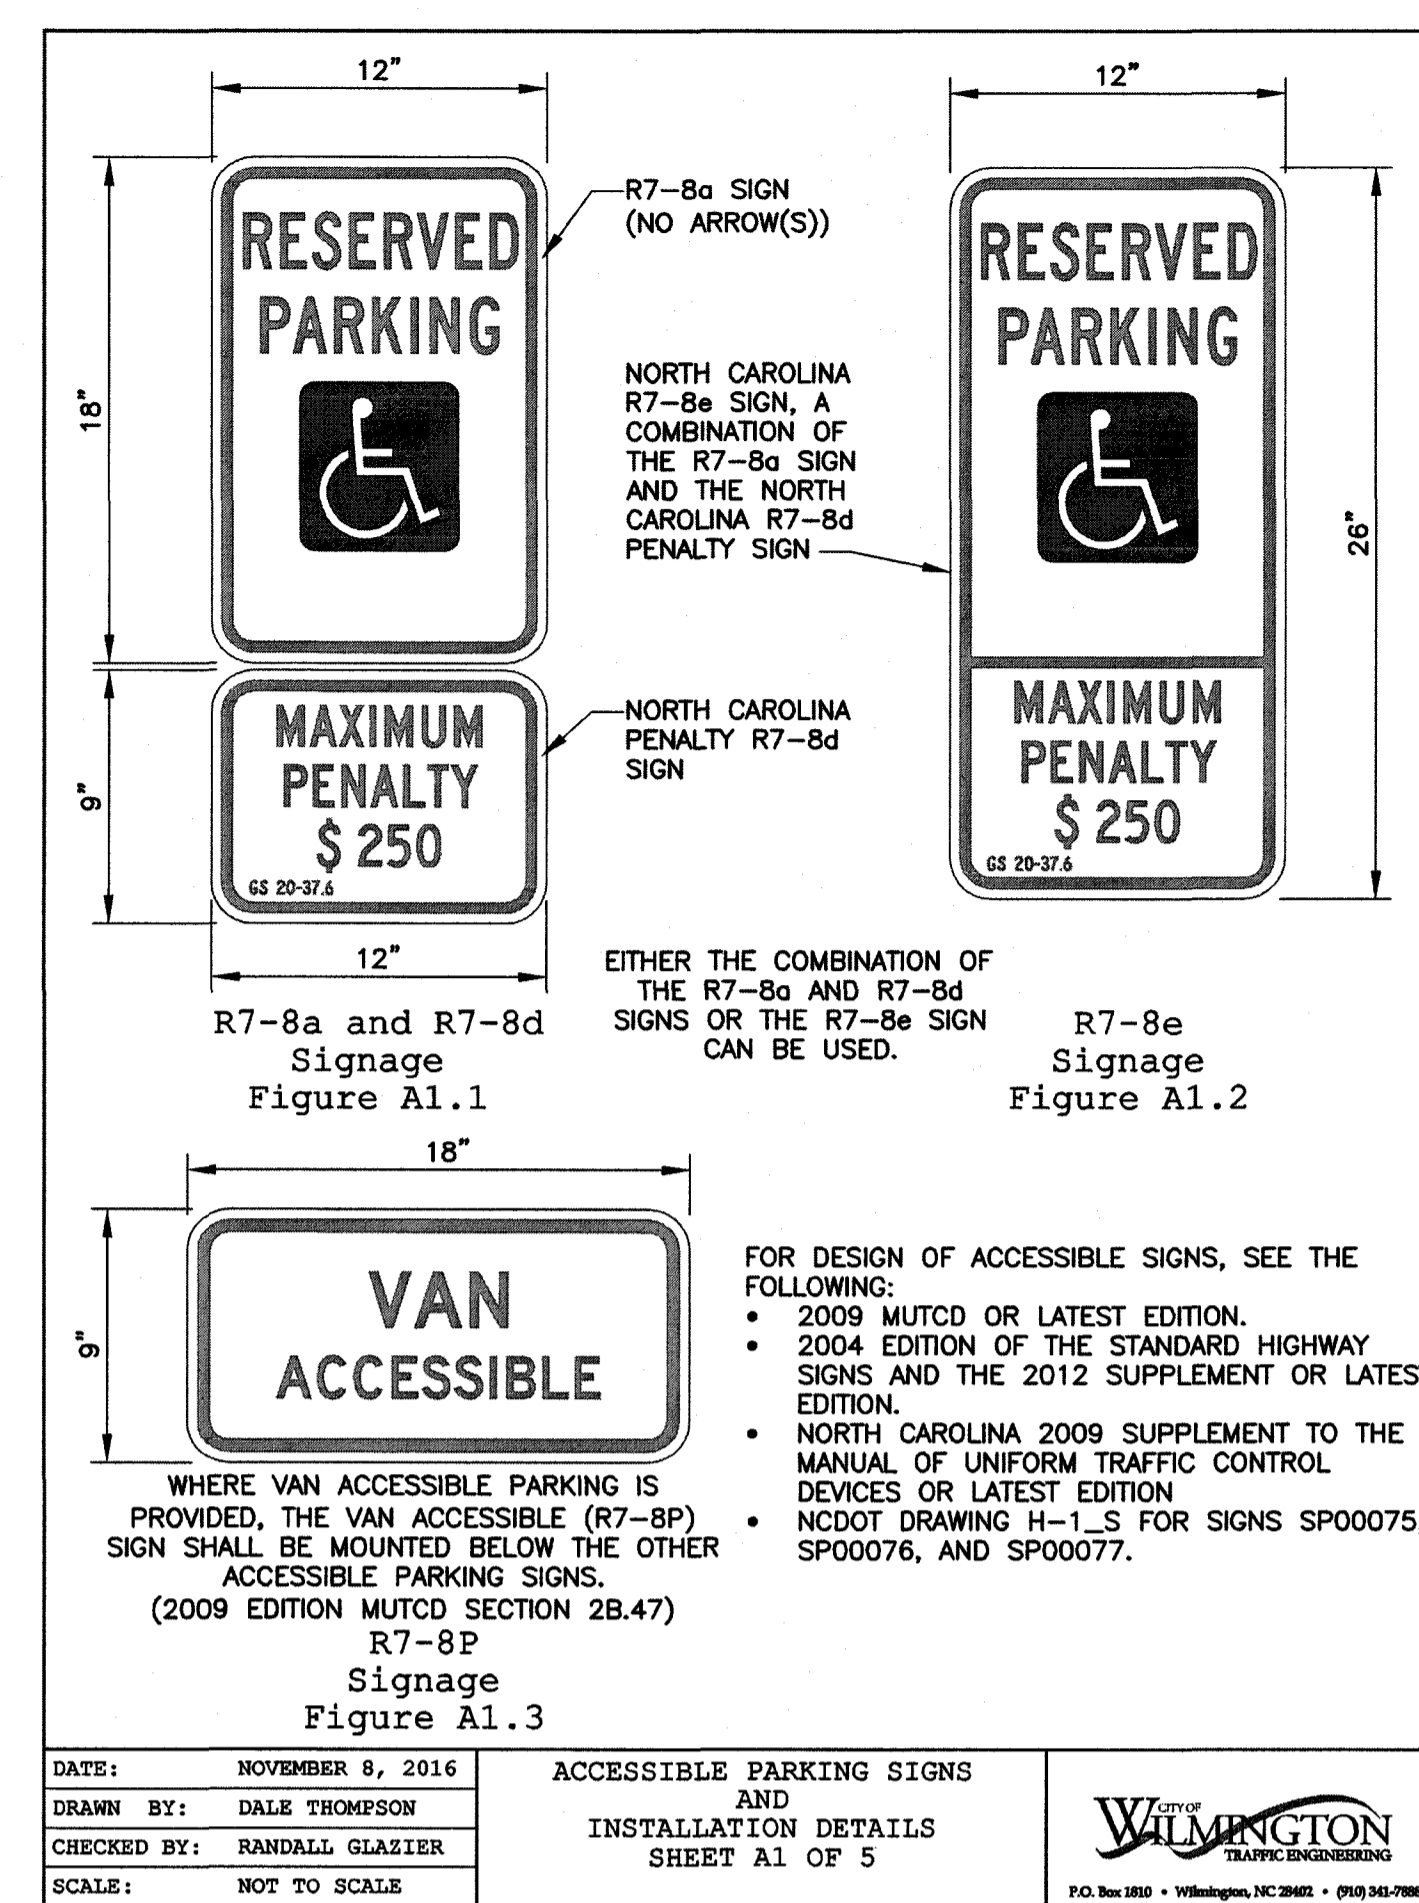 12"
18"
RESERVED
PARKING
R7-8a SIGN
(NO ARROW(S))
9"
MAXIMUM
PENALTY
$ 250
GS 20-37.6
NORTH CAROLINA
PENALTY R7-8d
SIGN
12"
R7-8a and R7-8d
Signage
Figure A1.1
NORTH CAROLINA
R7-8e SIGN, A
COMBINATION OF
THE R7-8a SIGN
AND THE NORTH
CAROLINA R7-8d
PENALTY SIGN
12"
26"
RESERVED
PARKING
MAXIMUM
PENALTY
$ 250
GS 20-37.6
EITHER THE COMBINATION OF
THE R7-8a AND R7-8d
SIGNS OR THE R7-8e SIGN
CAN BE USED.
R7-8e
Signage
Figure A1.2
18"
9"
VAN
ACCESSIBLE
WHERE VAN ACCESSIBLE PARKING IS
PROVIDED, THE VAN ACCESSIBLE (R7-8P)
SIGN SHALL BE MOUNTED BELOW THE OTHER
ACCESSIBLE PARKING SIGNS.
(2009 EDITION MUTCD SECTION 2B.47)
R7-8P
Signage
Figure A1.3
FOR DESIGN OF ACCESSIBLE SIGNS, SEE THE
FOLLOWING:
• 2009 MUTCD OR LATEST EDITION.
• 2004 EDITION OF THE STANDARD HIGHWAY
SIGNS AND THE 2012 SUPPLEMENT OR LATES
EDITION.
• NORTH CAROLINA 2009 SUPPLEMENT TO THE
MANUAL OF UNIFORM TRAFFIC CONTROL
DEVICES OR LATEST EDITION
• NCDOT DRAWING H-1_S FOR SIGNS SP00075,
SP00076, AND SP00077.
DATE: NOVEMBER 8, 2016
DRAWN BY: DALE THOMPSON
CHECKED BY: RANDALL GLAZIER
SCALE: NOT TO SCALE
ACCESSIBLE PARKING SIGNS
AND
INSTALLATION DETAILS
SHEET A1 OF 5
CITY OF
WILMINGTON
TRAFFIC ENGINEERING
P.O. Box 1810 • Wilmington, NC 28402 • (910) 341-7888